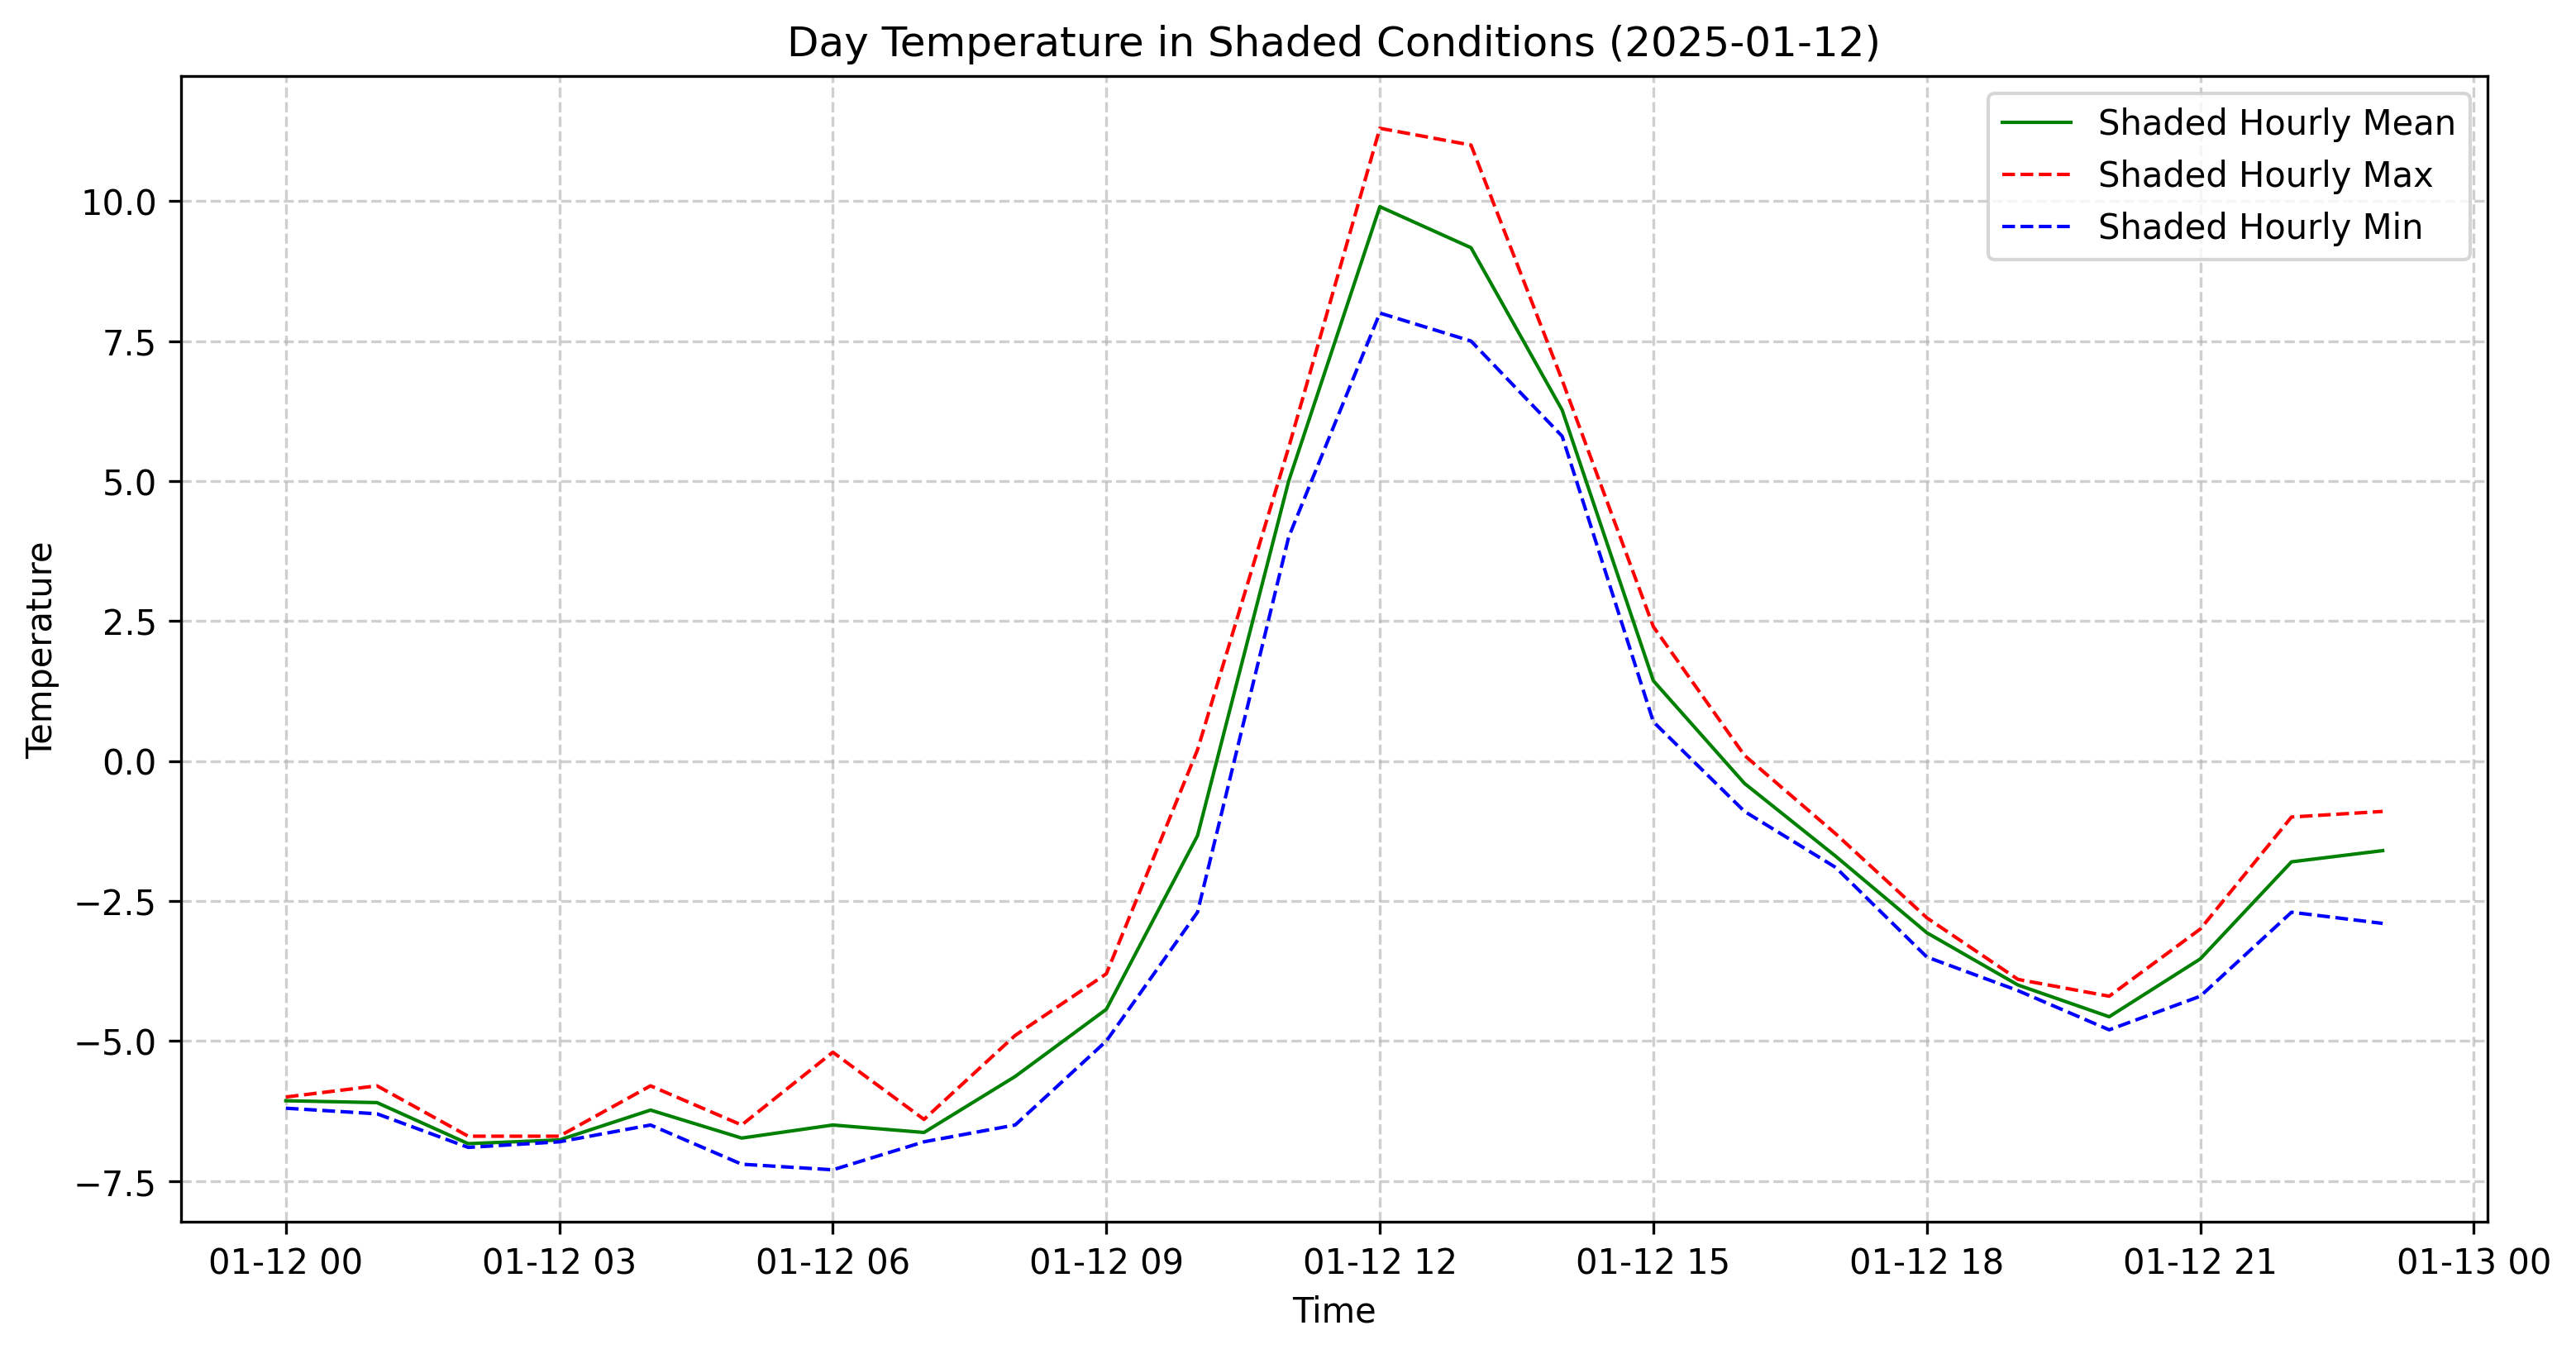 Day Temperature in Shaded Conditions (2025-01-12)
Shaded Hourly Mean
Shaded Hourly Max
Shaded Hourly Min
Temperature
10.0
7.5
5.0
2.5
0.0
−2.5
−5.0
−7.5
01-12 00 01-12 03 01-12 06 01-12 09 01-12 12 01-12 15 01-12 18 01-12 21 01-13 00
Time